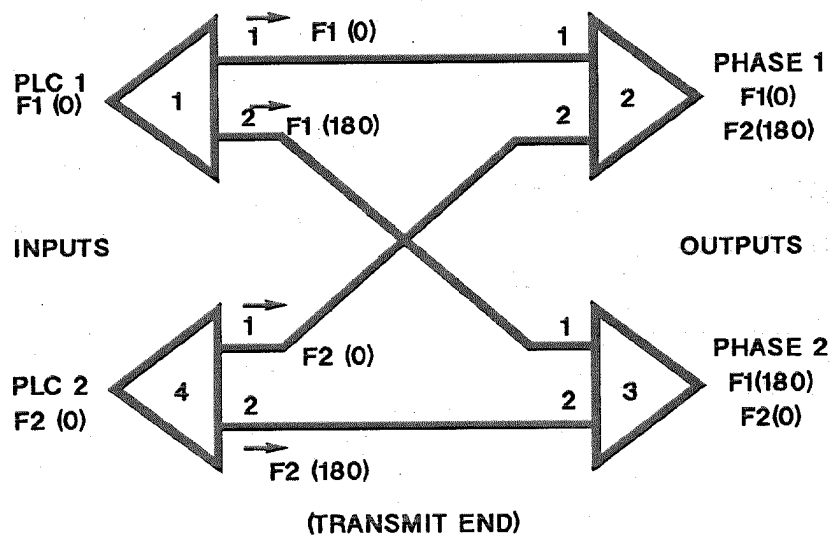 1 F1 (0) 1
PLC 1
F1 (0)
1
2 F1 (180)
2
2
PHASE 1
F1(0)
F2(180)
INPUTS
OUTPUTS
1 F2 (0)
1
PLC 2
F2 (0)
4
2
F2 (180)
2
3
PHASE 2
F1(180)
F2(0)
(TRANSMIT END)